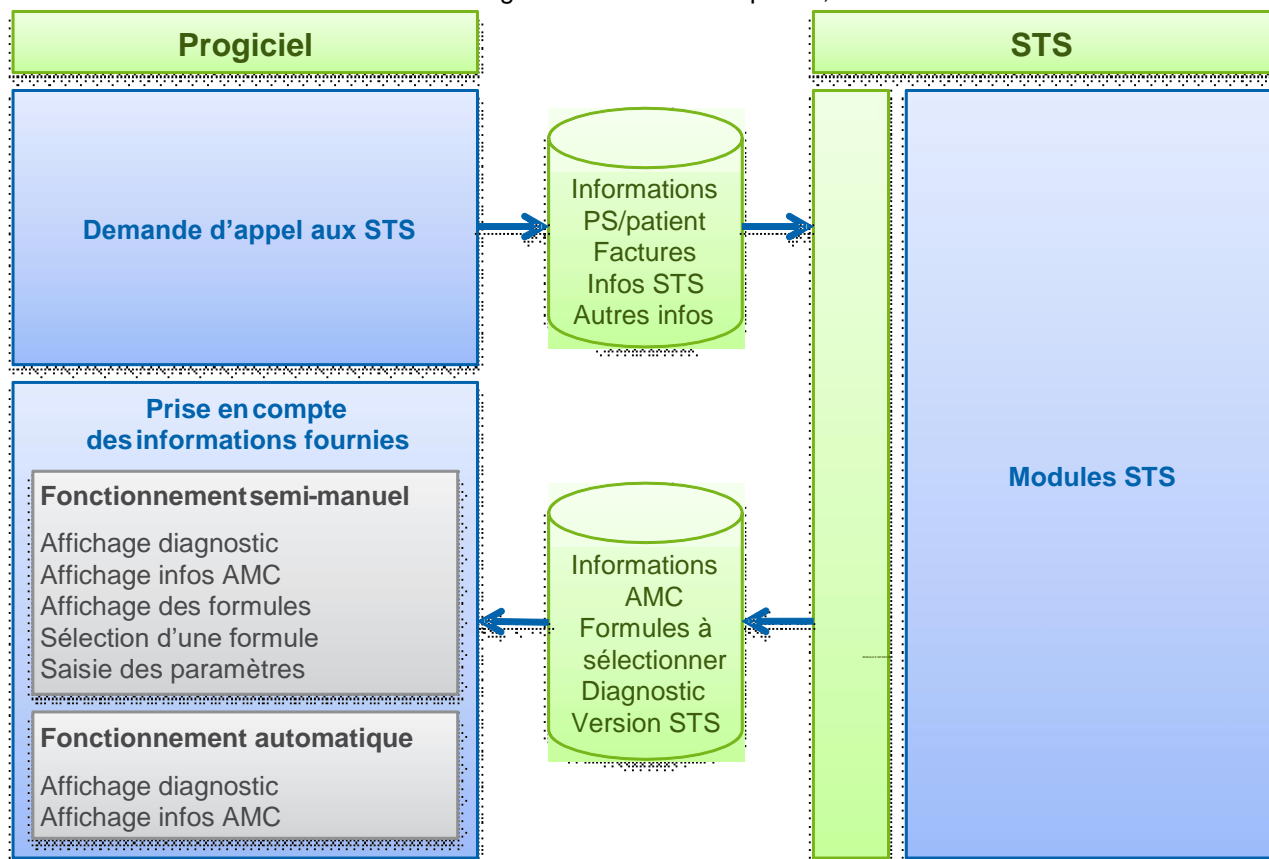 Progiciel
STS
Demande d'appel aux STS
Informations
PS/patient
Factures
Infos STS
Autres infos
Prise en compte
des informations fournies
Fonctionnement semi-manuel
Affichage diagnostic
Affichage infos AMC
Affichage des formules
Sélection d'une formule
Saisie des paramètres
Fonctionnement automatique
Affichage diagnostic
Affichage infos AMC
Informations
AMC
Formules à
sélectionner
Diagnostic
Version STS
Modules STS